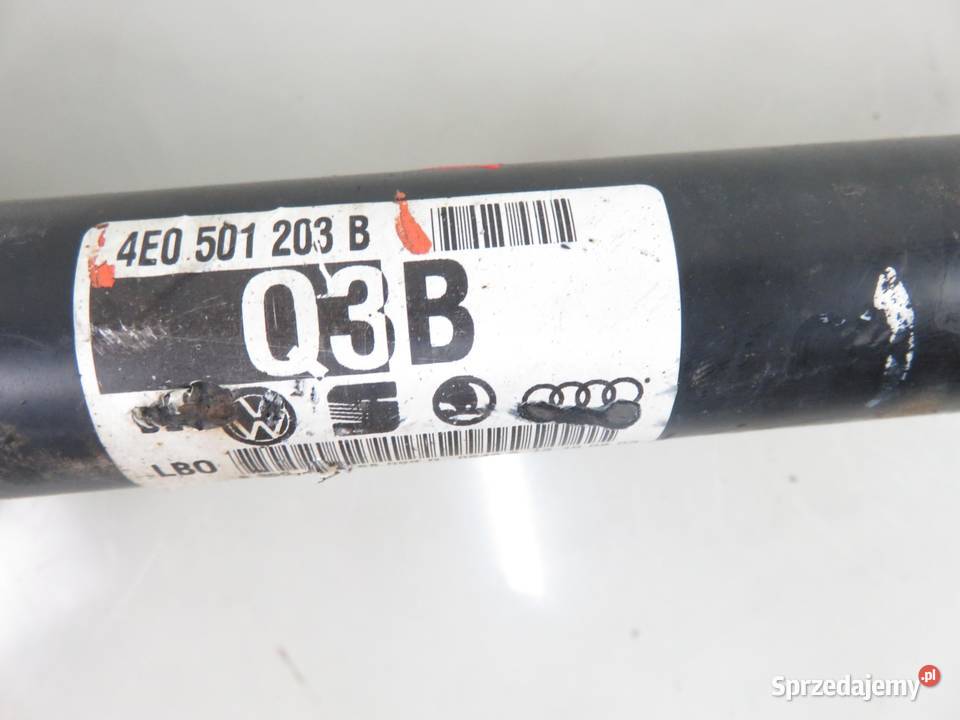 4E0 501 203 B
Q3B
LBO
Sprzedajemy.pl